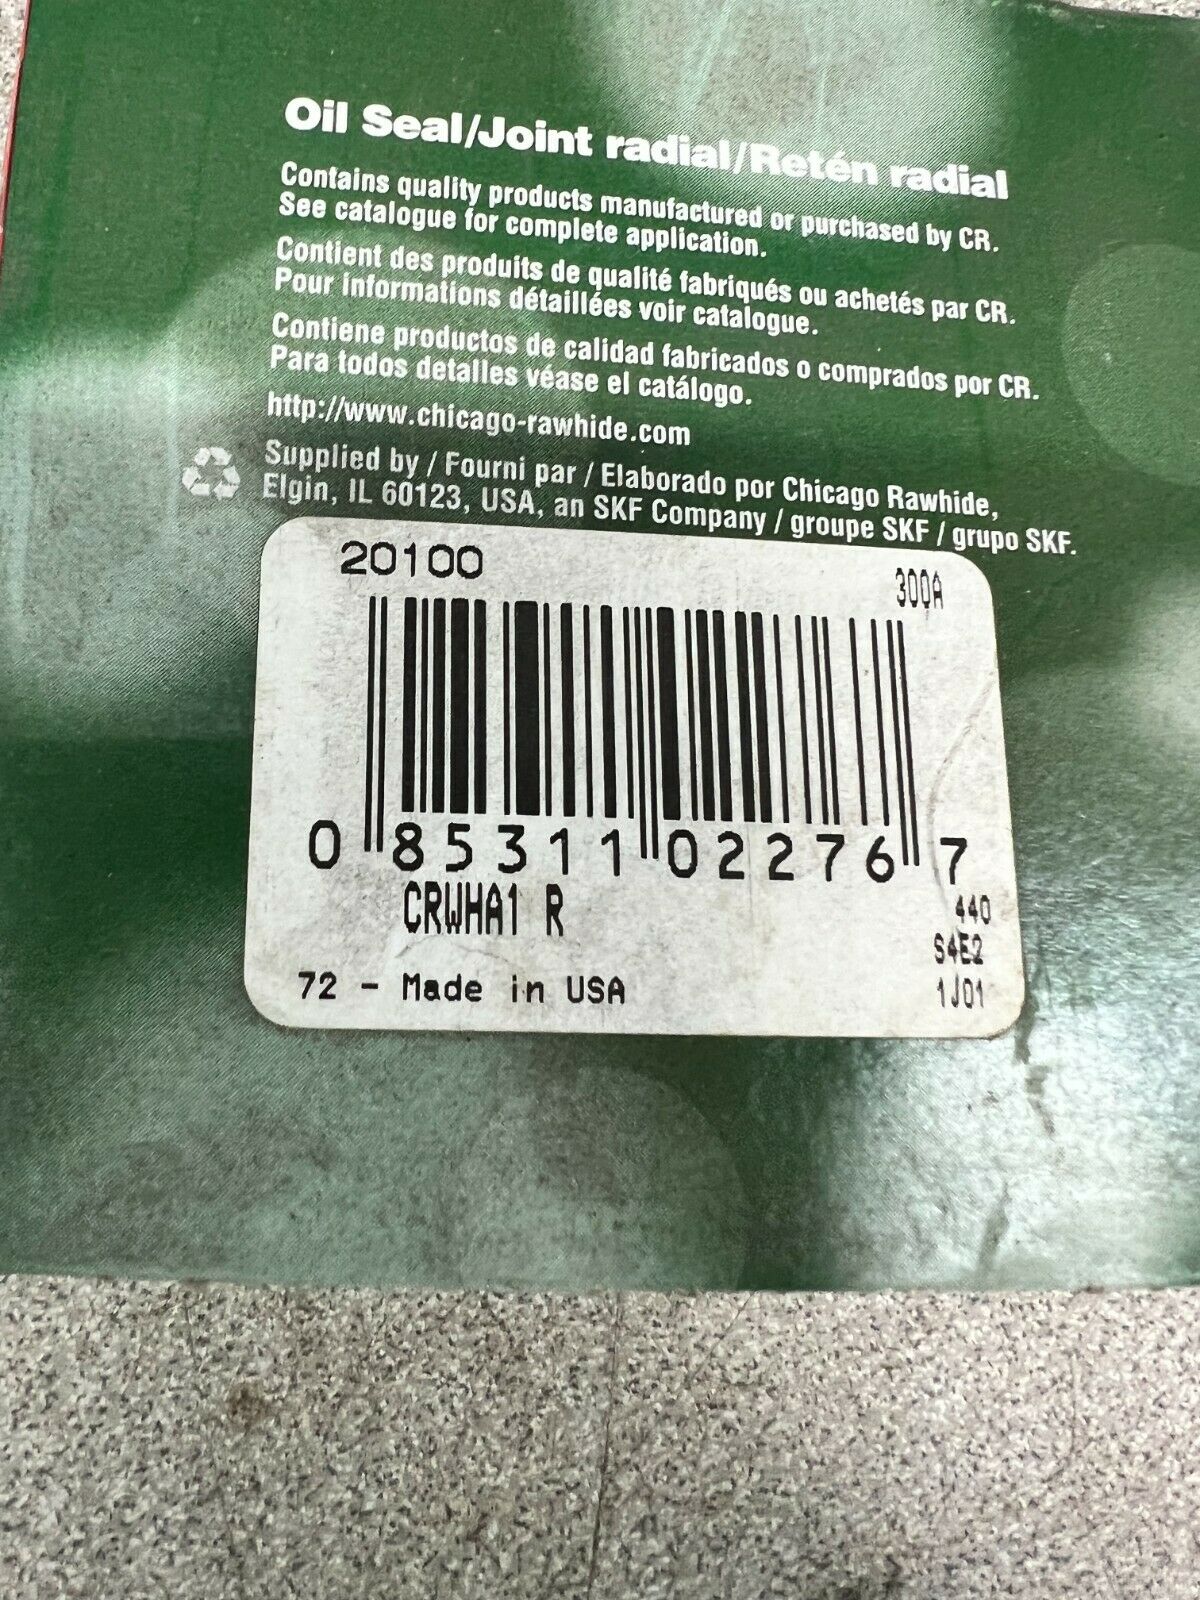 Oil Seal/Joint radial/Retén radial
Contains quality products manufactured or purchased by CR.
See catalogue for complete application.
Contient des produits de qualité fabriqués ou achetés par CR.
Pour informations détaillées voir catalogue.
Contiene productos de calidad fabricados o comprados por CR.
Para todos detalles véase el catálogo.
http://www.chicago-rawhide.com
Supplied by / Fourni par / Elaborado por Chicago Rawhide,
Elgin, IL 60123, USA, an SKF Company / groupe SKF / grupo SKF.
20100 300A
0 85311 02276 7
CRWHA1 R 440
S4E2
72 - Made in USA 1J01